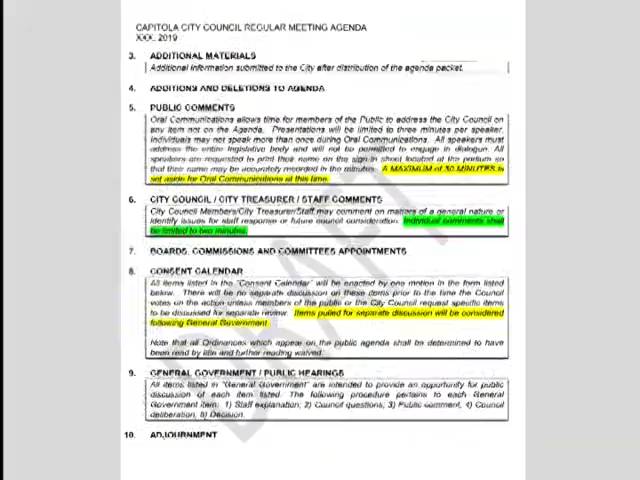 CAPITOLA CITY COUNCIL REGULAR MEETING AGENDA
XXX, 2019
3. ADDITIONAL MATERIALS
Additional information submitted to the City after distribution of the agenda packet.
4. ADDITIONS AND DELETIONS TO AGENDA
5. PUBLIC COMMENTS
Oral Communications allows time for members of the Public to address the City Council on
any item not on the Agenda. Presentations will be limited to three minutes per speaker.
Individuals may not speak more than once during Oral Communications. All speakers must
address the entire legislative body and will not be permitted to engage in dialogue. All
speakers are requested to print their name on the sign-in sheet located at the podium so
that their name may be accurately recorded in the minutes. A MAXIMUM of 30 MINUTES is
set aside for Oral Communications at this time.
6. CITY COUNCIL / CITY TREASURER / STAFF COMMENTS
City Council Members/City Treasurer/Staff may comment on matters of a general nature or
identify issues for staff response or future council consideration. Individual comments shall
be limited to two minutes.
7. BOARDS, COMMISSIONS AND COMMITTEES APPOINTMENTS
8. CONSENT CALENDAR
All items listed in the "Consent Calendar" will be enacted by one motion in the form listed
below. There will be no separate discussion on these items prior to the time the Council
votes on the action unless members of the public or the City Council request specific items
to be discussed for separate review. Items pulled for separate discussion will be considered
following General Government.
Note that all Ordinances which appear on the public agenda shall be determined to have
been read by title and further reading waived.
9. GENERAL GOVERNMENT / PUBLIC HEARINGS
All items listed in "General Government" are intended to provide an opportunity for public
discussion of each item listed. The following procedure pertains to each General
Government item: 1) Staff explanation; 2) Council questions; 3) Public comment; 4) Council
deliberation; 5) Decision.
10. ADJOURNMENT
DRAFT